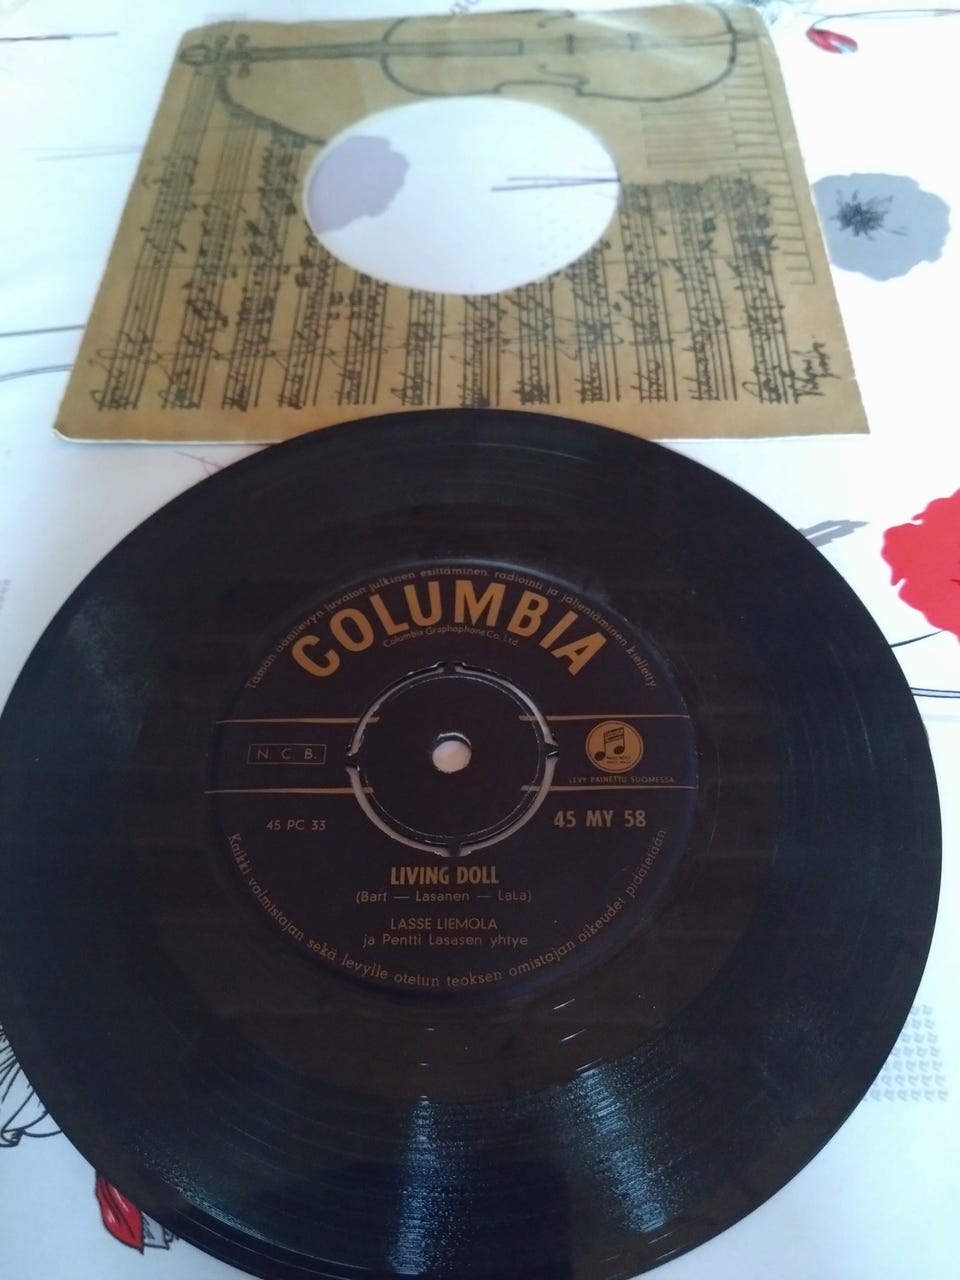 Tämän äänilevyn luvaton julkinen esittäminen, radiointi ja jäljentäminen kielletty
COLUMBIA
Columbia Graphophone Co. Ltd.
N. C. B.
LEVY PAINETTU SUOMESSA
45 PC 33
45 MY 58
LIVING DOLL
(Bart — Lasanen — LaLa)
LASSE LIEMOLA
ja Pentti Lasasen yhtye
Kaikki valmistajan sekä levylle otetun teoksen omistajan oikeudet pidätetään